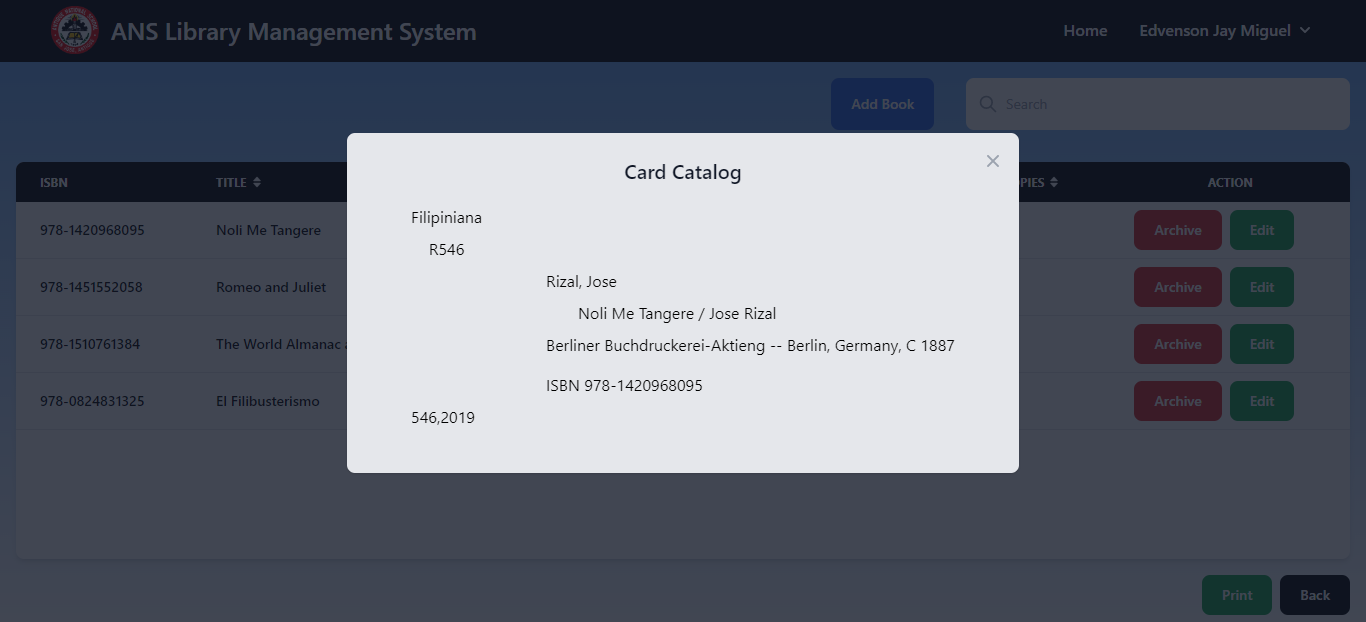 ANS Library Management System
Home
Edvenson Jay Miguel
Add Book
Search
Card Catalog
Filipiniana
R546
Rizal, Jose
Noli Me Tangere / Jose Rizal
Berliner Buchdruckerei-Aktieng -- Berlin, Germany, C 1887
ISBN 978-1420968095
546,2019
ISBN TITLE ACTION
978-1420968095 Noli Me Tangere Archive Edit
978-1451552058 Romeo and Juliet Archive Edit
978-1510761384 The World Almanac Archive Edit
978-0824831325 El Filibusterismo Archive Edit
Print Back